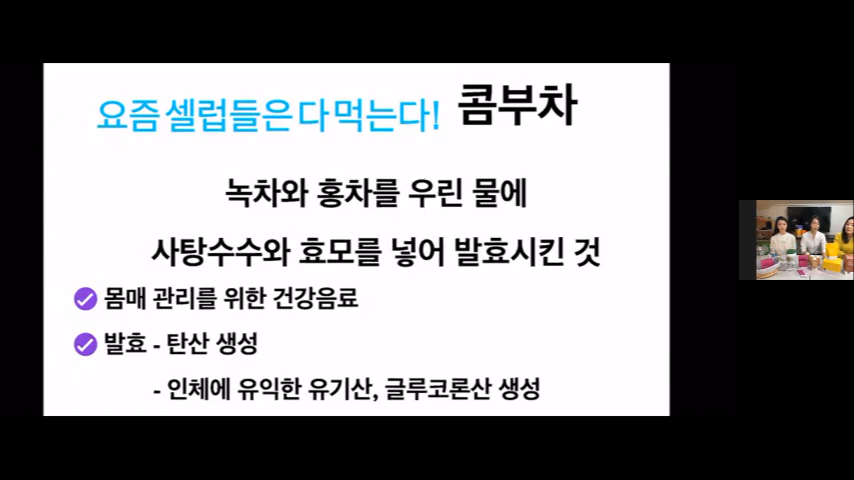 요즘 셀럽들은 다 먹는다! 콤부차
녹차와 홍차를 우린 물에
사탕수수와 효모를 넣어 발효시킨 것
몸매 관리를 위한 건강음료
발효 - 탄산 생성
- 인체에 유익한 유기산, 글루코론산 생성